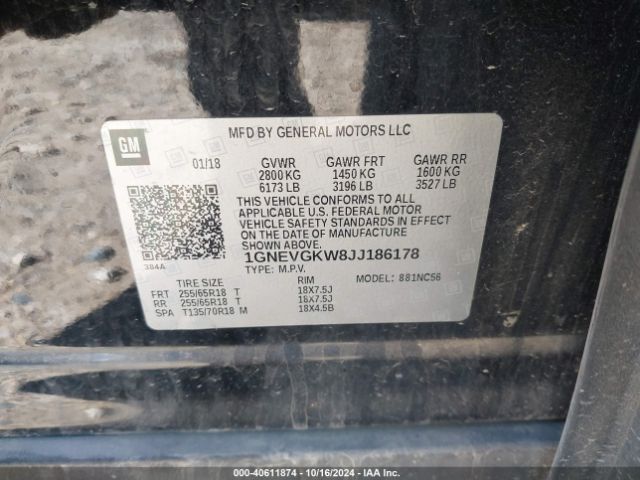 GM
MFD BY GENERAL MOTORS LLC
01/18 GVWR GAWR FRT GAWR RR
2800 KG 1450 KG 1600 KG
6173 LB 3196 LB 3527 LB
THIS VEHICLE CONFORMS TO ALL
APPLICABLE U.S. FEDERAL MOTOR
VEHICLE SAFETY STANDARDS IN EFFECT
ON THE DATE OF MANUFACTURE
SHOWN ABOVE.
384A
1GNEVGKW8JJ186178
TYPE: M.P.V. MODEL: 881NC56
TIRE SIZE RIM
FRT 255/65R18 T 18X7.5J
RR 255/65R18 T 18X7.5J
SPA T135/70R18 M 18X4.5B
000-40611874 | 10/16/2024 | IAA Inc.